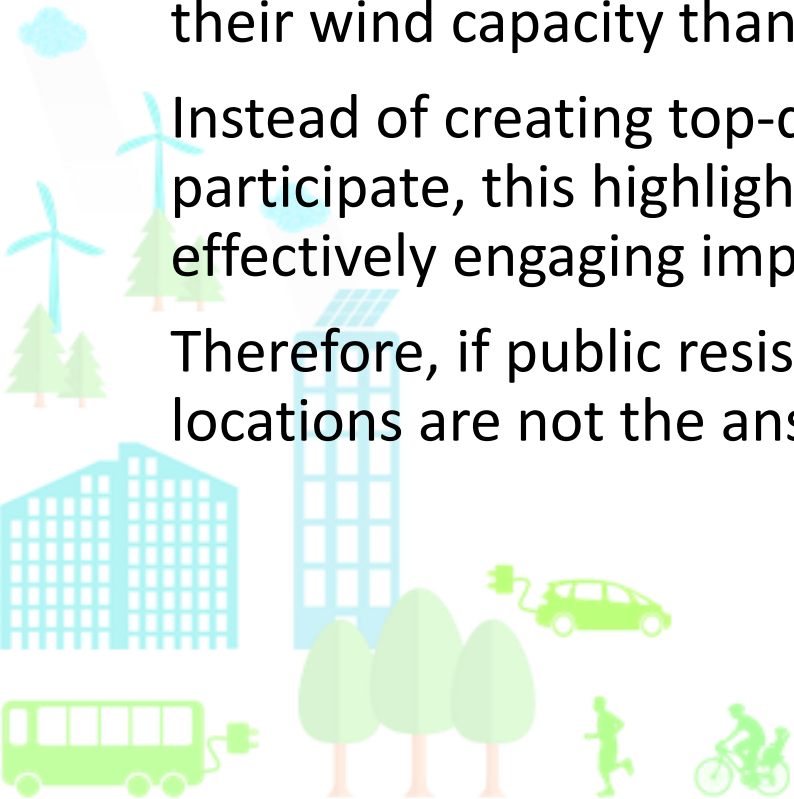 their wind capacity than
Instead of creating top-
participate, this highligh
effectively engaging imp
Therefore, if public resis
locations are not the ans